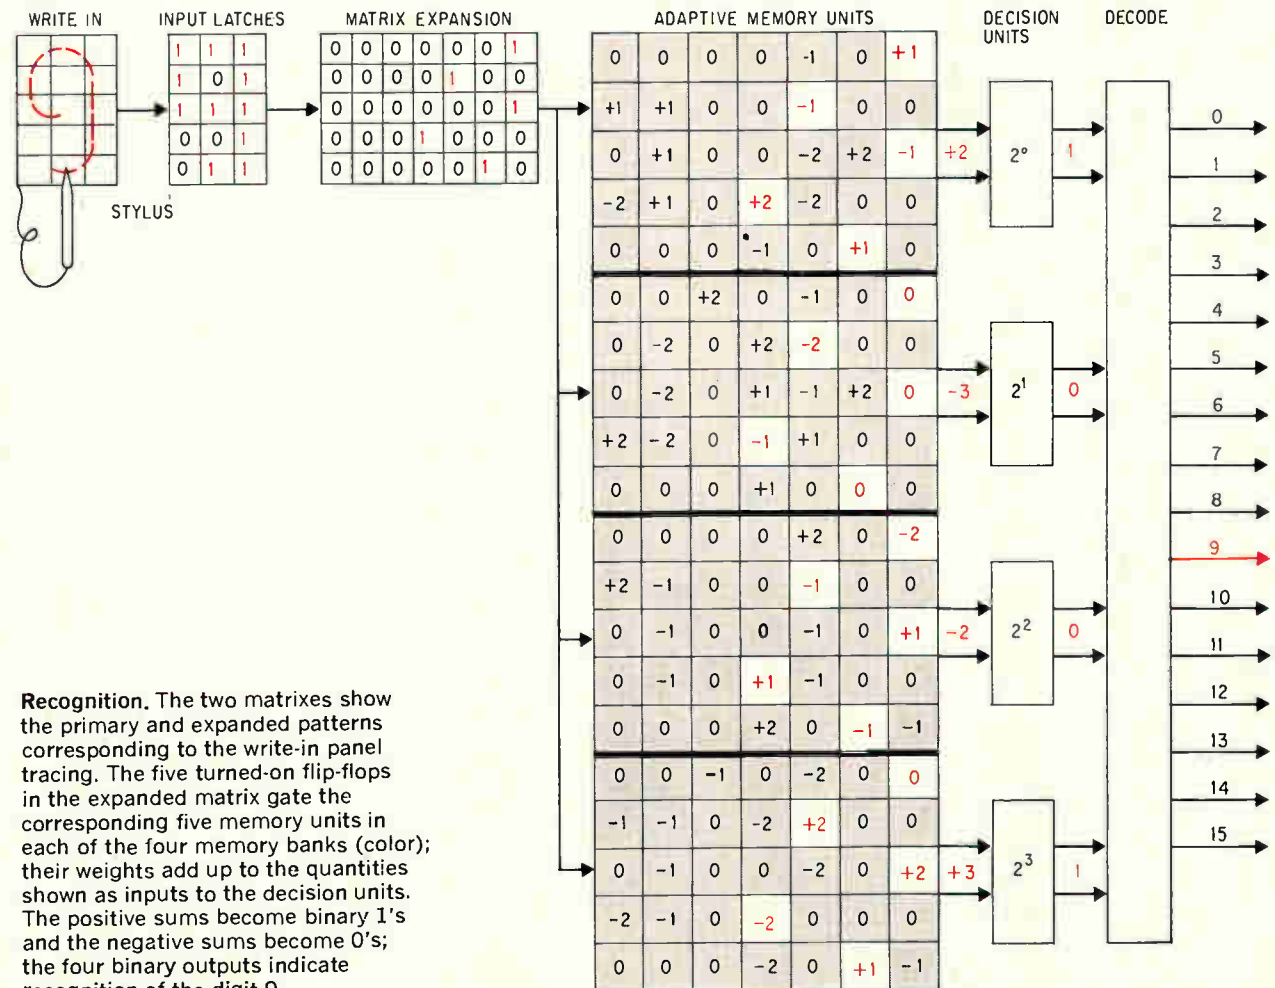 WRITE IN
INPUT LATCHES
MATRIX EXPANSION
ADAPTIVE MEMORY UNITS
DECISION
UNITS
DECODE
1 1 1
1 0 1
1 1 1
0 0 1
0 1 1
STYLUS
0 0 0 0 0 0 1
0 0 0 0 1 0 0
0 0 0 0 0 0 1
0 0 0 1 0 0 0
0 0 0 0 0 1 0
0 0 0 0 -1 0 +1
+1 +1 0 0 -1 0 0
0 +1 0 0 -2 +2 -1 +2 2⁰ 1
-2 +1 0 +2 -2 0 0
0 0 0 -1 0 +1 0
0 0 +2 0 -1 0 0
0 -2 0 +2 -2 0 0
0 -2 0 +1 -1 +2 0 -3 2¹ 0
+2 -2 0 -1 +1 0 0
0 0 0 +1 0 0 0
0 0 0 0 +2 0 -2
+2 -1 0 0 -1 0 0
0 -1 0 0 -1 0 +1 -2 2² 0
0 -1 0 +1 -1 0 0
0 0 0 +2 0 -1 -1
0 0 -1 0 -2 0 0
-1 -1 0 -2 +2 0 0
0 -1 0 0 -2 0 +2 +3 2³ 1
-2 -1 0 -2 0 0 0
0 0 0 -2 0 +1 -1
0
1
2
3
4
5
6
7
8
9
10
11
12
13
14
15
Recognition. The two matrixes show
the primary and expanded patterns
corresponding to the write-in panel
tracing. The five turned-on flip-flops
in the expanded matrix gate the
corresponding five memory units in
each of the four memory banks (color);
their weights add up to the quantities
shown as inputs to the decision units.
The positive sums become binary 1's
and the negative sums become 0's;
the four binary outputs indicate
recognition of the digit 9